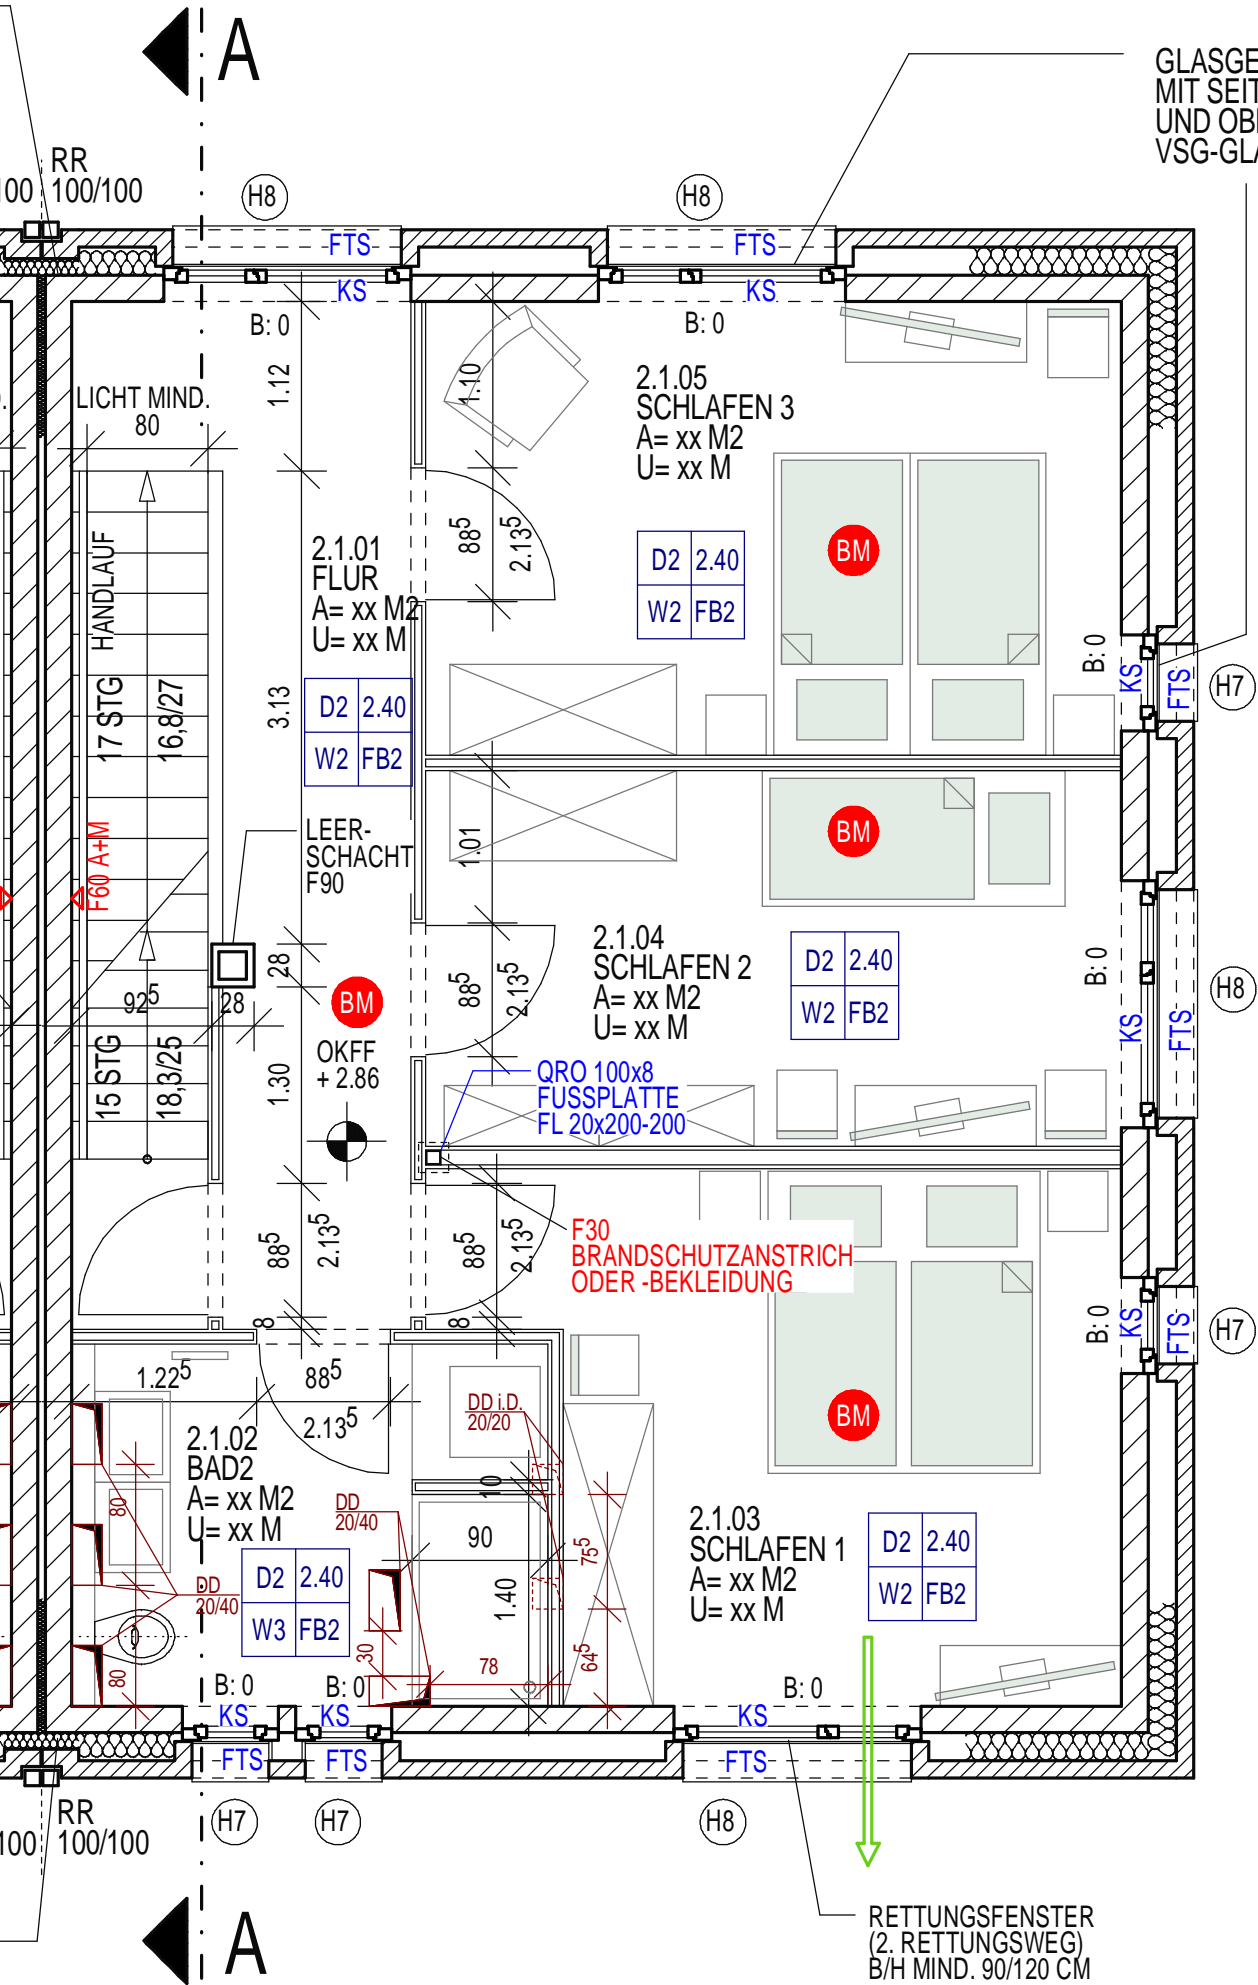 A
GLASGE
MIT SEIT
UND OBE
VSG-GLA
RR
100/100
100
H8
H8
FTS
FTS
KS
KS
B: 0
B: 0
1.12
1.10
LICHT MIND.
80
2.1.05
SCHLAFEN 3
A= xx M2
U= xx M
HANDLAUF
88⁵
2.13⁵
2.1.01
FLUR
A= xx M2
U= xx M
D2 2.40
W2 FB2
BM
17 STG
16,8/27
3.13
D2 2.40
W2 FB2
B: 0
KS
FTS
H7
F60 A+M
LEER-
SCHACHT
F90
1.01
BM
2.1.04
SCHLAFEN 2
A= xx M2
U= xx M
D2 2.40
W2 FB2
B: 0
KS
FTS
H8
28
92⁵
28
BM
88⁵
2.13⁵
15 STG
18,3/25
1.30
OKFF
+ 2.86
QRO 100x8
FUSSPLATTE
FL 20x200-200
88⁵
2.13⁵
88⁵
2.13⁵
F30
BRANDSCHUTZANSTRICH
ODER -BEKLEIDUNG
8
8
B: 0
KS
FTS
H7
1.22⁵
88⁵
2.13⁵
DD i.D.
20/20
BM
2.1.02
BAD2
A= xx M2
U= xx M
80
DD
20/40
10
90
2.1.03
SCHLAFEN 1
A= xx M2
U= xx M
D2 2.40
W2 FB2
75⁵
D2 2.40
W3 FB2
DD
20/40
1.40
80
30
78
64⁵
B: 0
B: 0
B: 0
KS
KS
KS
FTS
FTS
FTS
RR
100/100
100
H7
H7
H8
A
RETTUNGSFENSTER
(2. RETTUNGSWEG)
B/H MIND. 90/120 CM